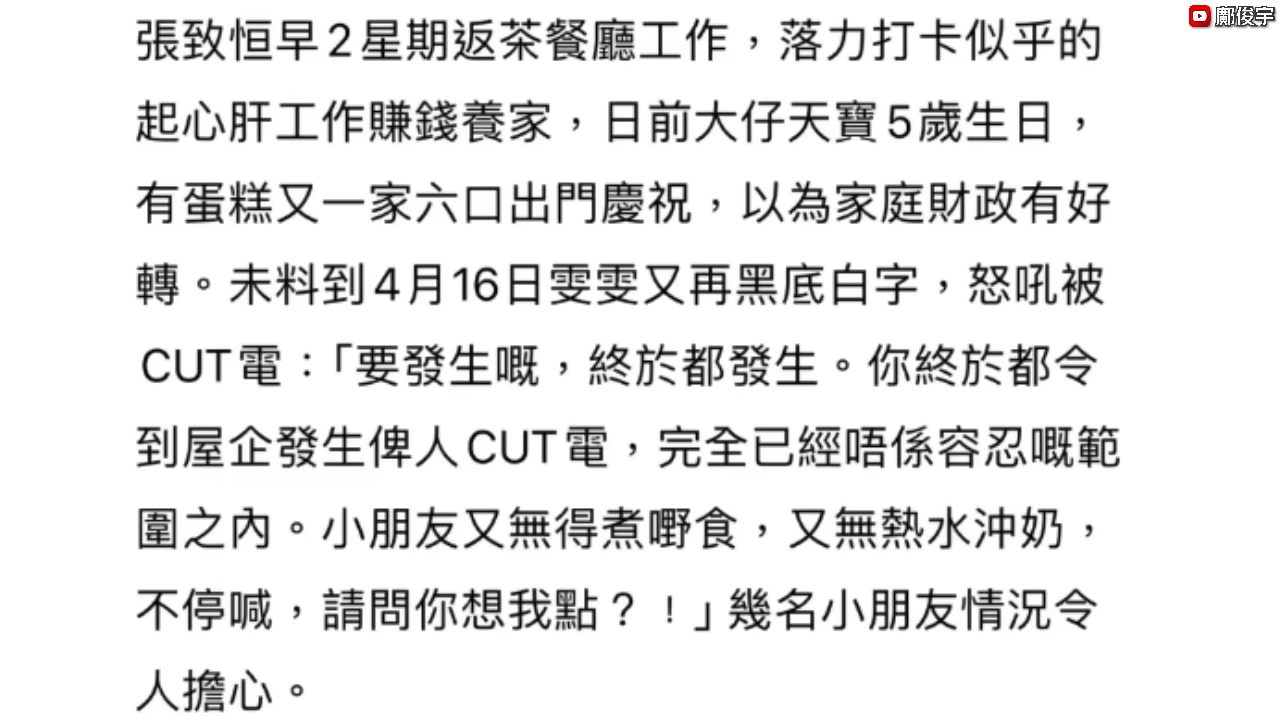 鄺俊宇
張致恒早2星期返茶餐廳工作，落力打卡似乎的
起心肝工作賺錢養家，日前大仔天寶5歲生日，
有蛋糕又一家六口出門慶祝，以為家庭財政有好
轉。未料到4月16日雯雯又再黑底白字，怒吼被
CUT電：「要發生嘅，終於都發生。你終於都令
到屋企發生俾人CUT電，完全已經唔係容忍嘅範
圍之內。小朋友又無得煮嘢食，又無熱水沖奶，
不停喊，請問你想我點？！」幾名小朋友情況令
人擔心。